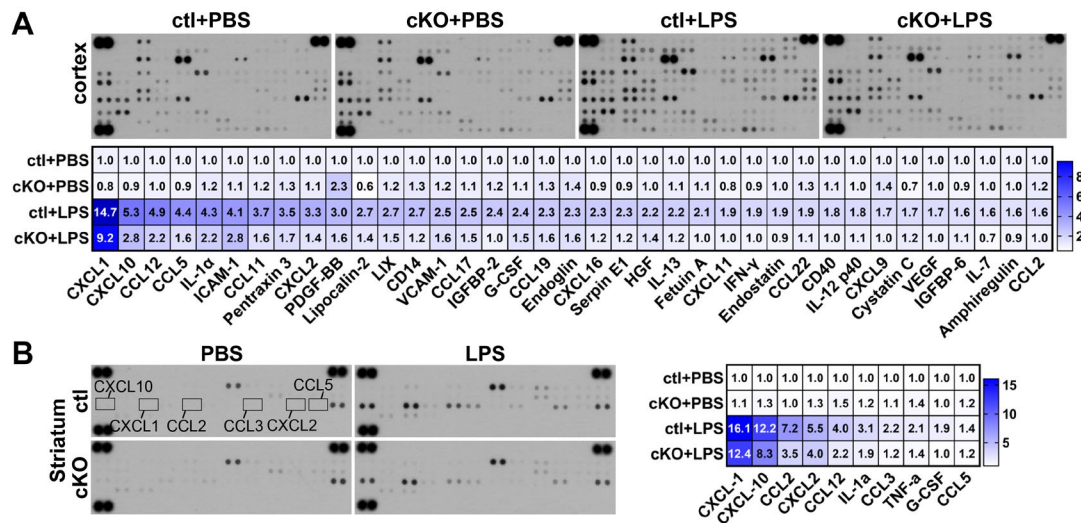 A
ctl+PBS cKO+PBS ctl+LPS cKO+LPS
cortex
ctl+PBS 1.0 1.0 1.0 1.0 1.0 1.0 1.0 1.0 1.0 1.0 1.0 1.0 1.0 1.0 1.0 1.0 1.0 1.0 1.0 1.0 1.0 1.0 1.0 1.0 1.0 1.0 1.0 1.0 1.0 1.0 1.0 1.0 1.0 1.0 1.0 1.0 1.0
cKO+PBS 0.8 0.9 1.0 0.9 1.2 1.1 1.2 1.3 1.1 2.3 0.6 1.2 1.3 1.2 1.1 1.2 1.1 1.3 1.4 0.9 0.9 1.2 1.1 1.1 0.8 0.9 1.1 1.3 1.0 1.0 1.4 0.7 1.2 0.9 1.0 1.0 1.2
ctl+LPS 14.7 5.3 4.9 4.4 4.3 4.1 3.7 3.5 3.3 3.0 2.7 2.7 2.7 2.5 2.5 2.4 2.4 2.3 2.3 2.3 2.3 2.2 2.2 2.1 1.9 1.9 1.9 1.9 1.8 1.8 1.7 1.7 1.7 1.6 1.6 1.6 1.6
cKO+LPS 9.2 2.8 2.2 1.6 2.2 2.8 1.6 1.7 1.4 1.6 1.4 1.5 1.2 1.6 1.2 1.0 1.5 1.6 1.6 1.2 1.2 1.4 1.2 1.0 1.2 1.0 1.2 1.2 1.1 1.0 1.2 1.2 1.0 1.1 0.7 0.9 1.0
8
6
4
2
CXCL1
CXCL10
CCL12
CCL5
IL-1α
ICAM-1
CCL11
Pentraxin 3
CXCL2
PDGF-BB
Lipocalin-2
LIX
CD14
VCAM-1
CCL17
IGFBP-2
G-CSF
CCL19
Endoglin
CXCL16
Serpin E1
HGF
IL-13
Fetuin A
CXCL11
IFN-γ
Endostatin
CCL22
CD40
IL-12 p40
CXCL9
Cystatin C
VEGF
IGFBP-6
IL-7
Amphiregulin
CCL2
B
PBS LPS
Striatum
ctl
cKO
CXCL10
CCL5
CXCL1 CCL2 CCL3 CXCL2
ctl+PBS 1.0 1.0 1.0 1.0 1.0 1.0 1.0 1.0 1.0 1.0
cKO+PBS 1.1 1.3 1.0 1.3 1.5 1.2 1.1 1.4 1.0 1.2
ctl+LPS 16.1 12.2 7.2 5.5 4.0 3.1 2.2 2.1 1.9 1.4
cKO+LPS 12.4 8.3 3.5 4.0 2.2 1.9 1.2 1.4 1.1 1.2
15
10
5
CXCL-1
CXCL-10
CCL2
CXCL2
CCL12
IL-1a
CCL3
TNF-a
G-CSF
CCL5